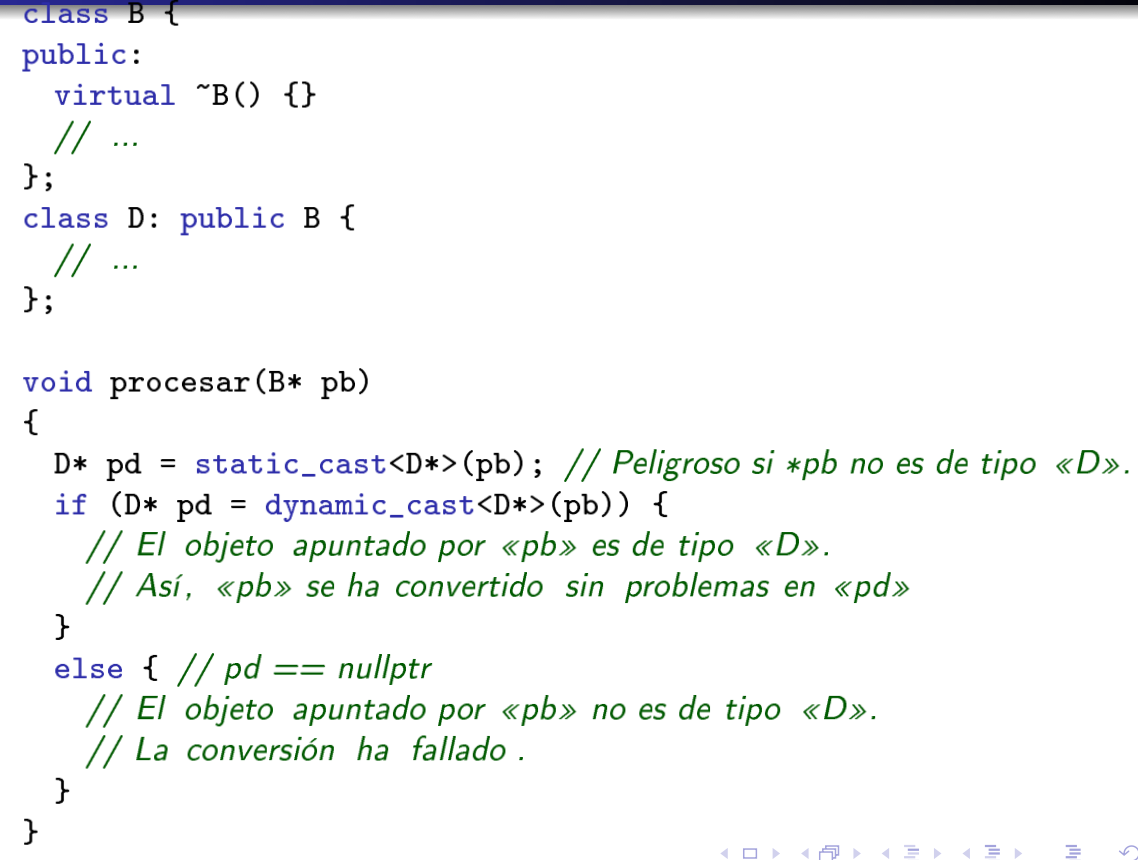 class B {
public:
  virtual ~B() {}
  // ...
};
class D: public B {
  // ...
};

void procesar(B* pb)
{
  D* pd = static_cast<D*>(pb); // Peligroso si *pb no es de tipo «D».
  if (D* pd = dynamic_cast<D*>(pb)) {
    // El objeto apuntado por «pb» es de tipo «D».
    // Así, «pb» se ha convertido sin problemas en «pd»
  }
  else { // pd == nullptr
    // El objeto apuntado por «pb» no es de tipo «D».
    // La conversión ha fallado .
  }
}